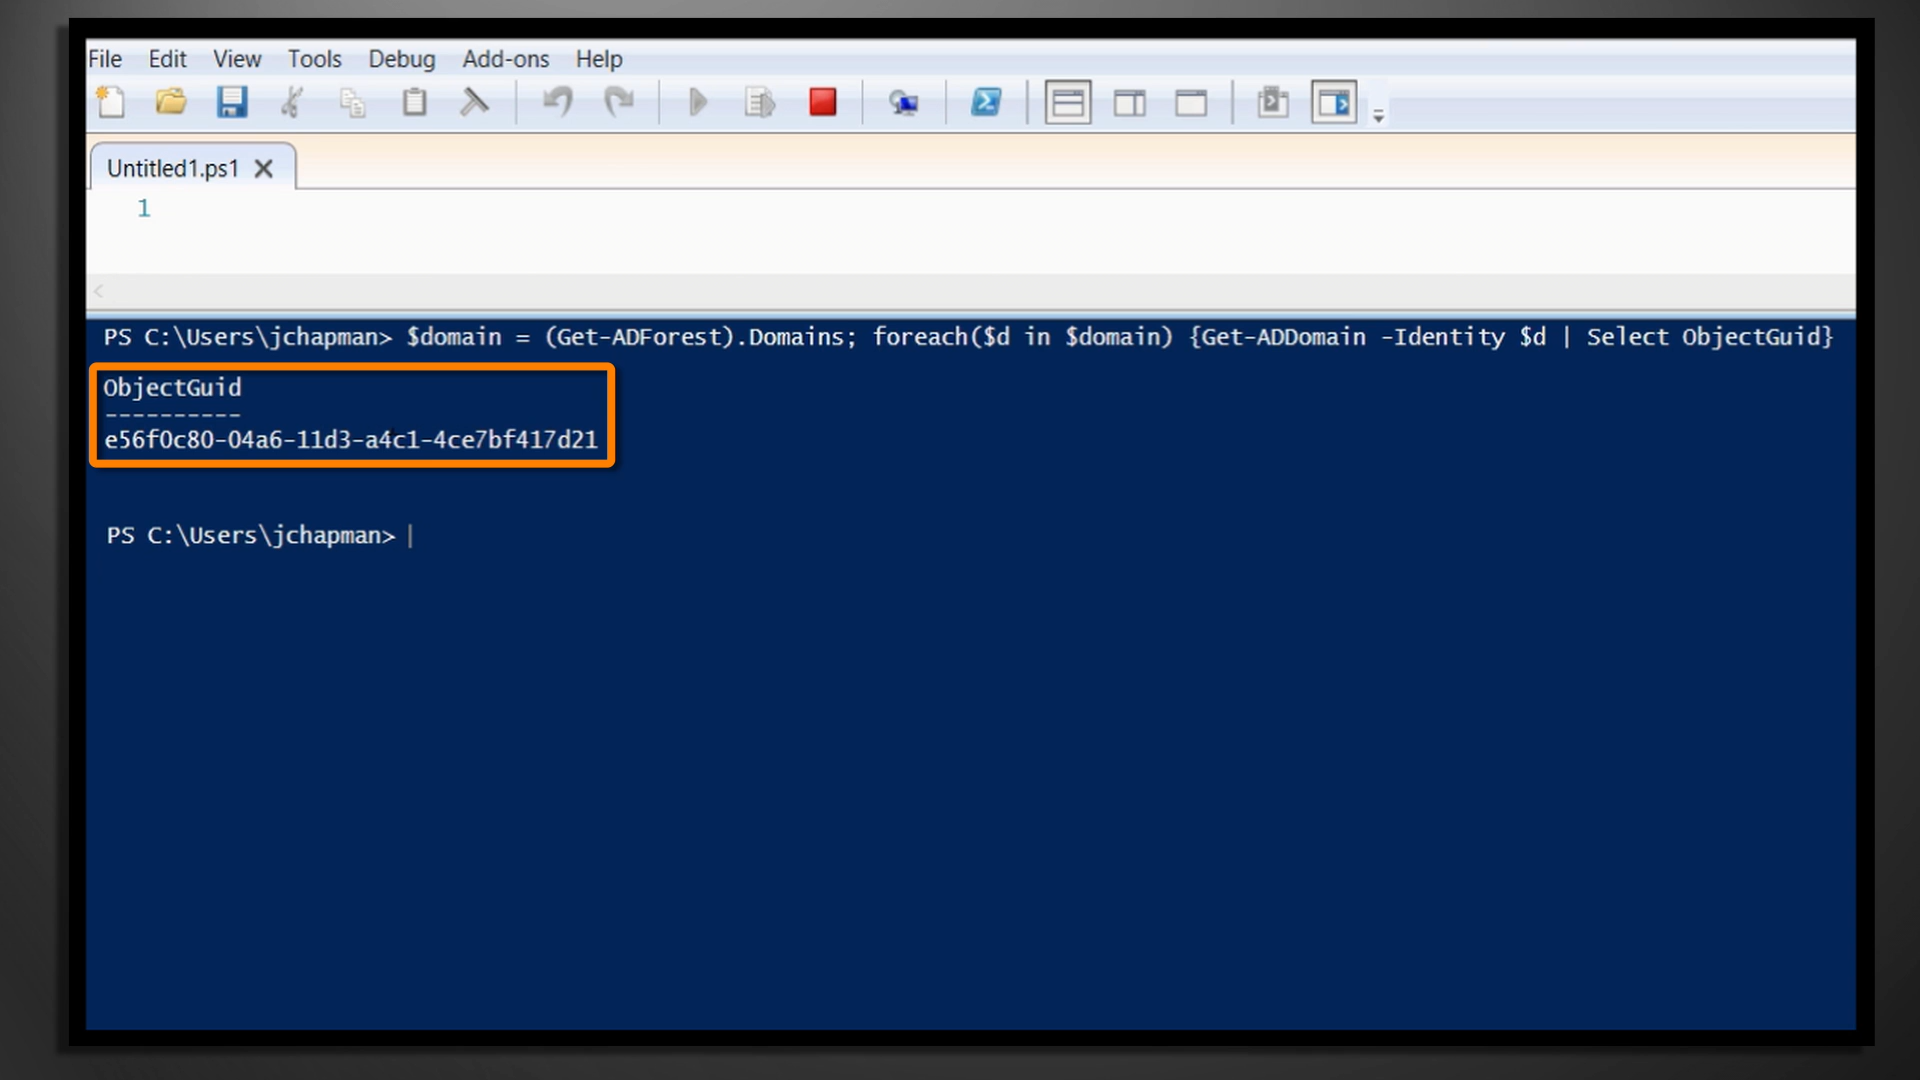 File Edit View Tools Debug Add-ons Help
Untitled1.ps1
1
PS C:\Users\jchapman> $domain = (Get-ADForest).Domains; foreach($d in $domain) {Get-ADDomain -Identity $d | Select ObjectGuid}
ObjectGuid
----------
e56f0c80-04a6-11d3-a4c1-4ce7bf417d21
PS C:\Users\jchapman>